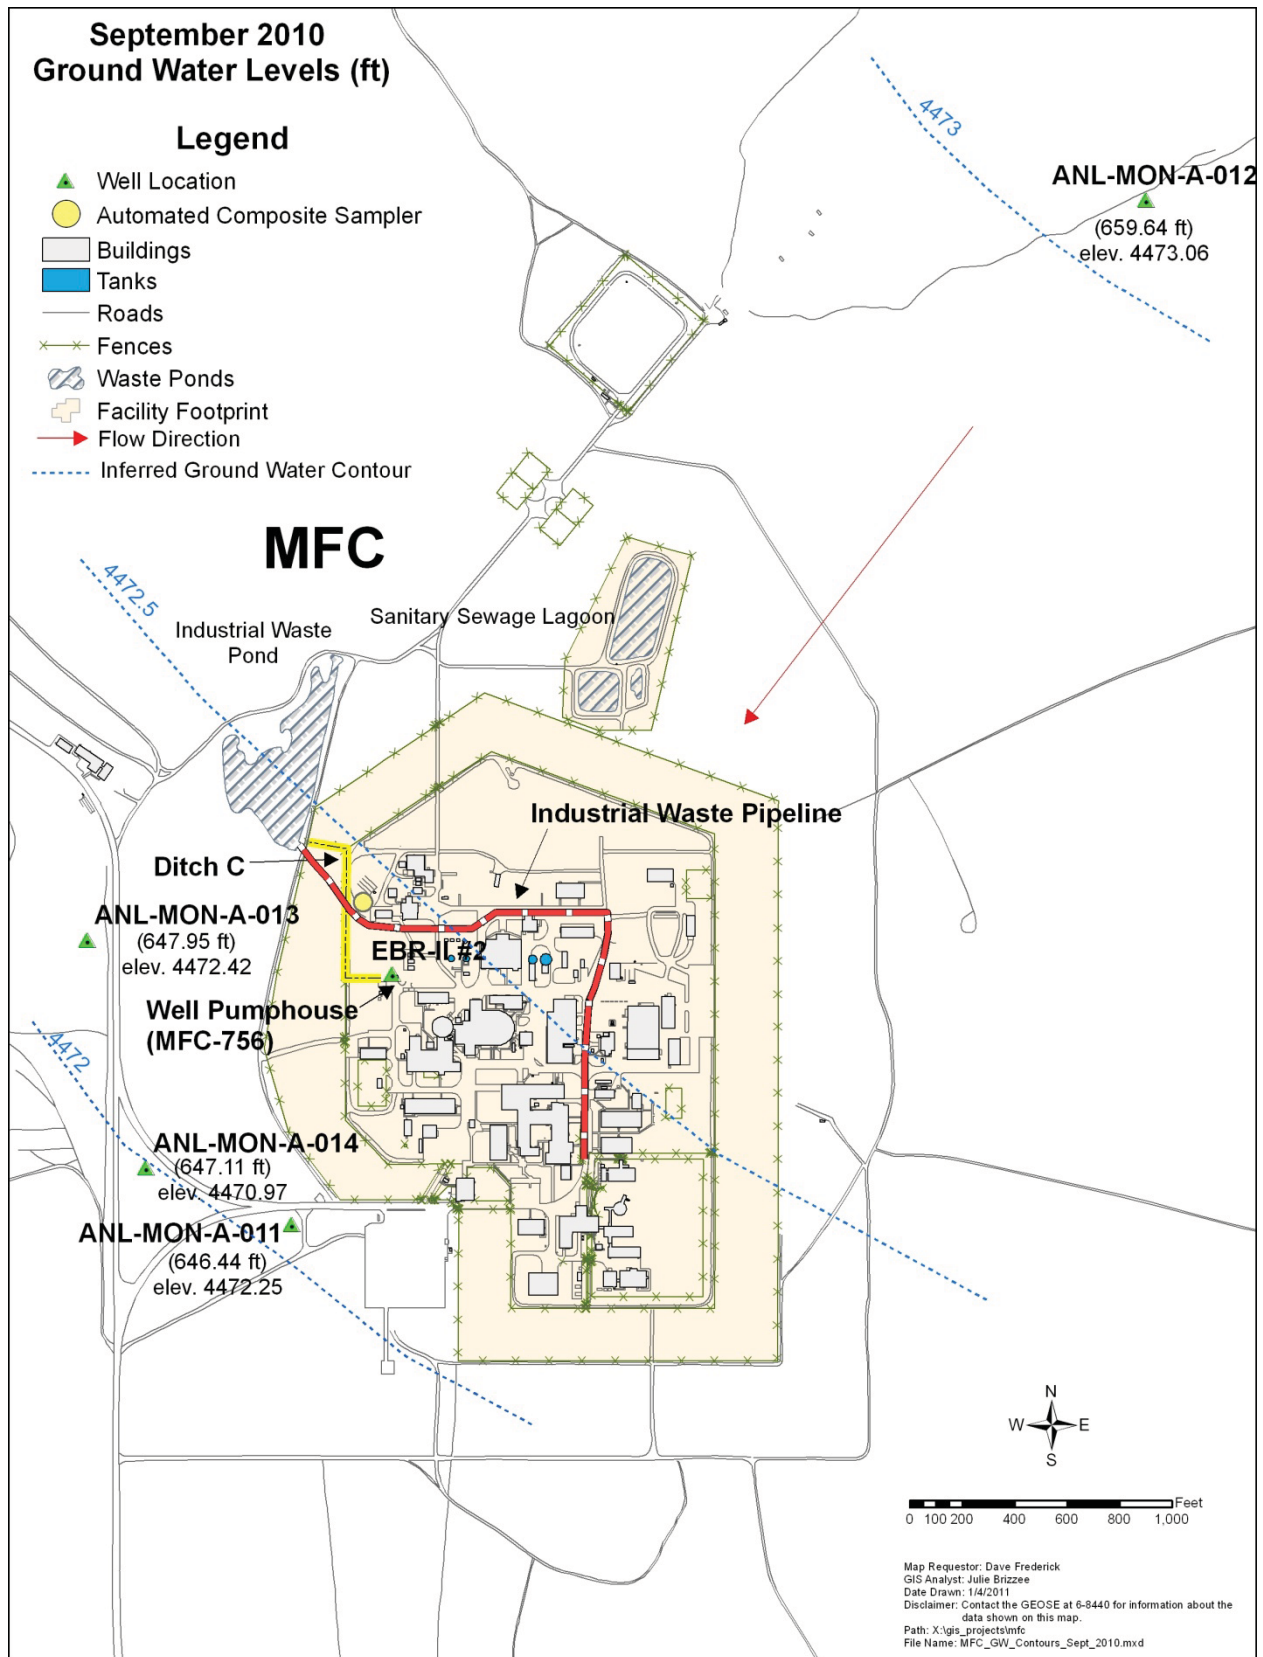 September 2010
Ground Water Levels (ft)
Legend
Well Location
Automated Composite Sampler
Buildings
Tanks
Roads
Fences
Waste Ponds
Facility Footprint
Flow Direction
Inferred Ground Water Contour
4473
ANL-MON-A-012
(659.64 ft)
elev. 4473.06
MFC
4472.5
Industrial Waste
Pond
Sanitary Sewage Lagoon
Industrial Waste Pipeline
Ditch C
ANL-MON-A-013
(647.95 ft)
elev. 4472.42
EBR-II #2
Well Pumphouse
(MFC-756)
4472
ANL-MON-A-014
(647.11 ft)
elev. 4470.97
ANL-MON-A-011
(646.44 ft)
elev. 4472.25
N
W E
S
Feet
0 100 200 400 600 800 1,000
Map Requestor: Dave Frederick
GIS Analyst: Julie Brizzee
Date Drawn: 1/4/2011
Disclaimer: Contact the GEOSE at 6-8440 for information about the
data shown on this map.
Path: X:\gis_projects\mfc
File Name: MFC_GW_Contours_Sept_2010.mxd